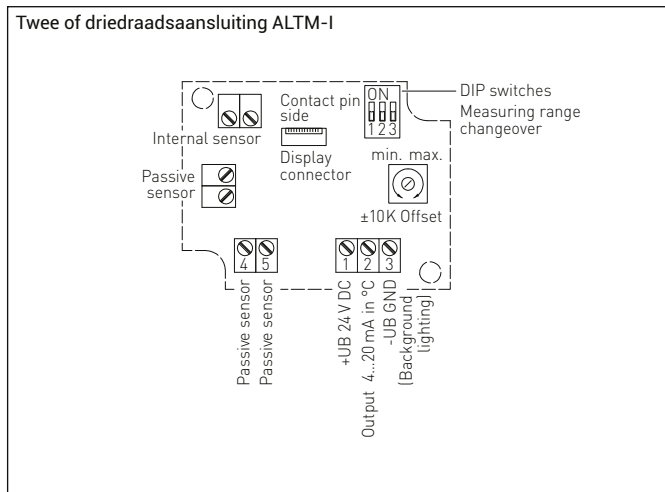 Twee of driedraadsaansluiting ALTM-I
ON
1 2 3
DIP switches
Measuring range
changeover
Contact pin
side
Internal sensor
Display
connector
min. max.
Passive
sensor
±10K Offset
4 5
1 2 3
Passive sensor
Passive sensor
+UB 24 V DC
Output 4...20 mA in °C
-UB GND
(Background
lighting)